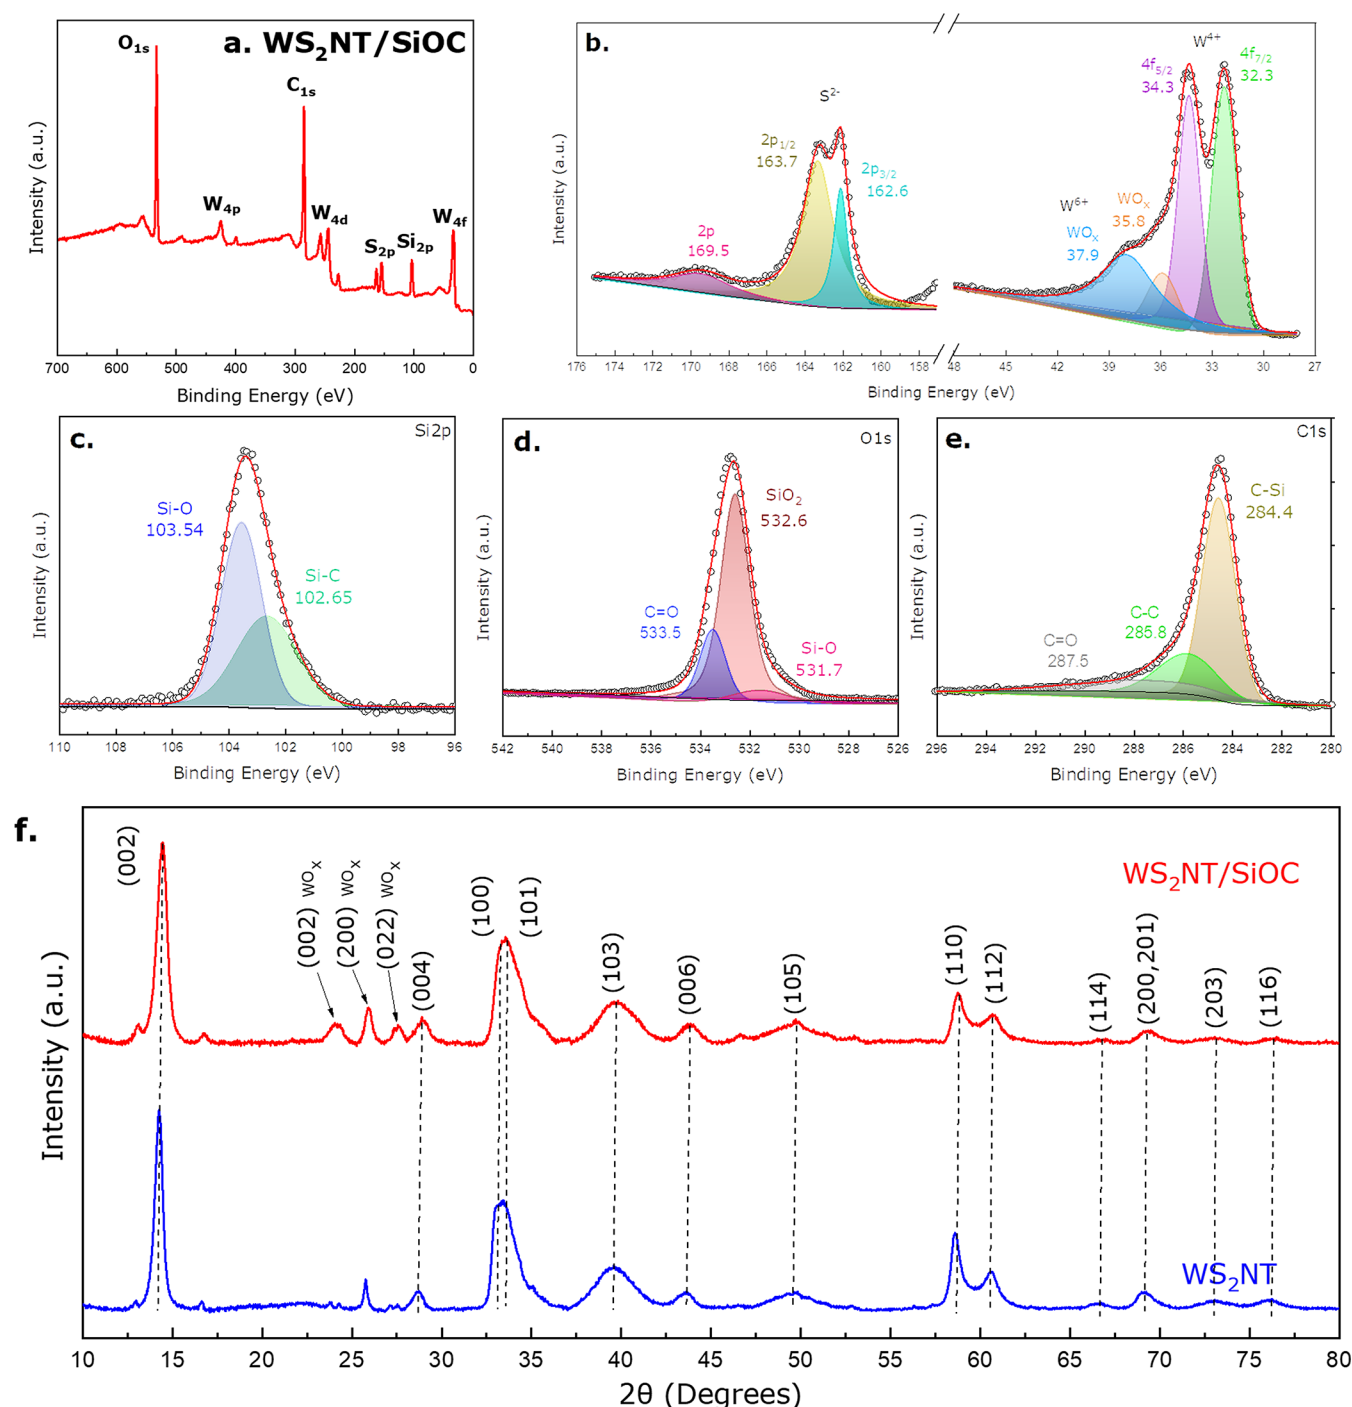 a. WS₂NT/SiOC
O₁ₛ
C₁ₛ
W₄ₚ
W₄d
S₂ₚ
Si₂ₚ
W₄f
Intensity (a.u.)
700 600 500 400 300 200 100 0
Binding Energy (eV)
b.
S²⁻
2p₁/₂
163.7
2p₃/₂
162.6
2p
169.5
W⁴⁺
4f₅/₂
34.3
4f₇/₂
32.3
W⁶⁺
WOₓ
35.8
WOₓ
37.9
Intensity (a.u.)
176 174 172 170 168 166 164 162 160 158 48 45 42 39 36 33 30 27
Binding Energy (eV)
c.
Si2p
Si-O
103.54
Si-C
102.65
Intensity (a.u.)
110 108 106 104 102 100 98 96
Binding Energy (eV)
d.
O1s
SiO₂
532.6
C=O
533.5
Si-O
531.7
Intensity (a.u.)
542 540 538 536 534 532 530 528 526
Binding Energy (eV)
e.
C1s
C-Si
284.4
C-C
285.8
C=O
287.5
Intensity (a.u.)
296 294 292 290 288 286 284 282 280
Binding Energy (eV)
f.
(002)
(002) WOₓ
(200) WOₓ
(022) WOₓ
(004)
(100)
(101)
(103)
(006)
(105)
(110)
(112)
(114)
(200,201)
(203)
(116)
WS₂NT/SiOC
WS₂NT
Intensity (a.u.)
10 15 20 25 30 35 40 45 50 55 60 65 70 75 80
2θ (Degrees)